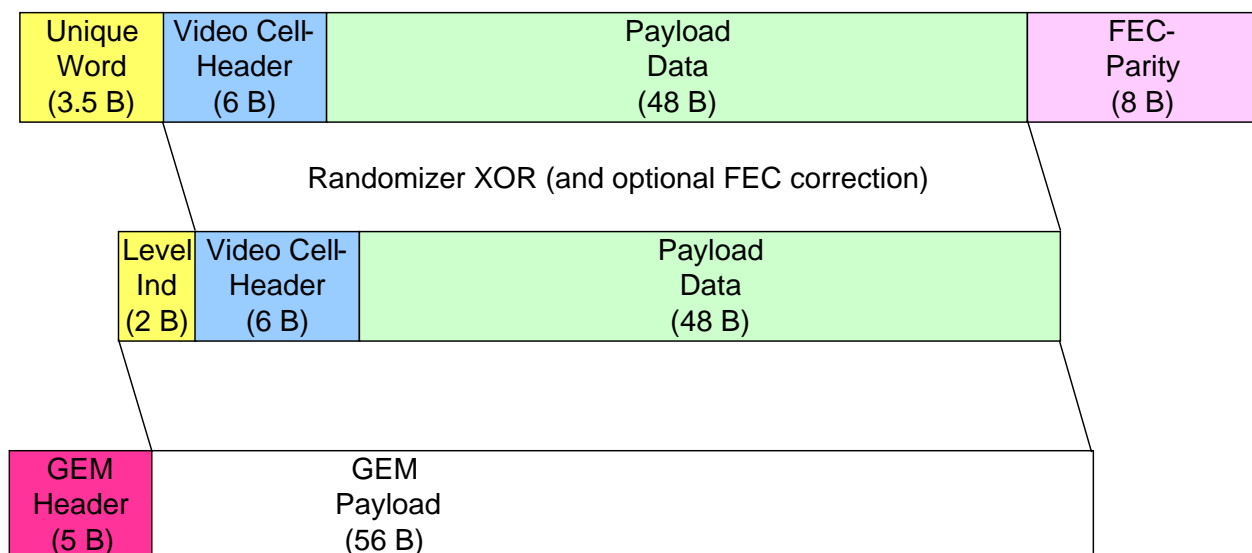 Unique
Word
(3.5 B)
Video Cell-
Header
(6 B)
Payload
Data
(48 B)
FEC-
Parity
(8 B)
Randomizer XOR (and optional FEC correction)
Level
Ind
(2 B)
Video Cell-
Header
(6 B)
Payload
Data
(48 B)
GEM
Header
(5 B)
GEM
Payload
(56 B)